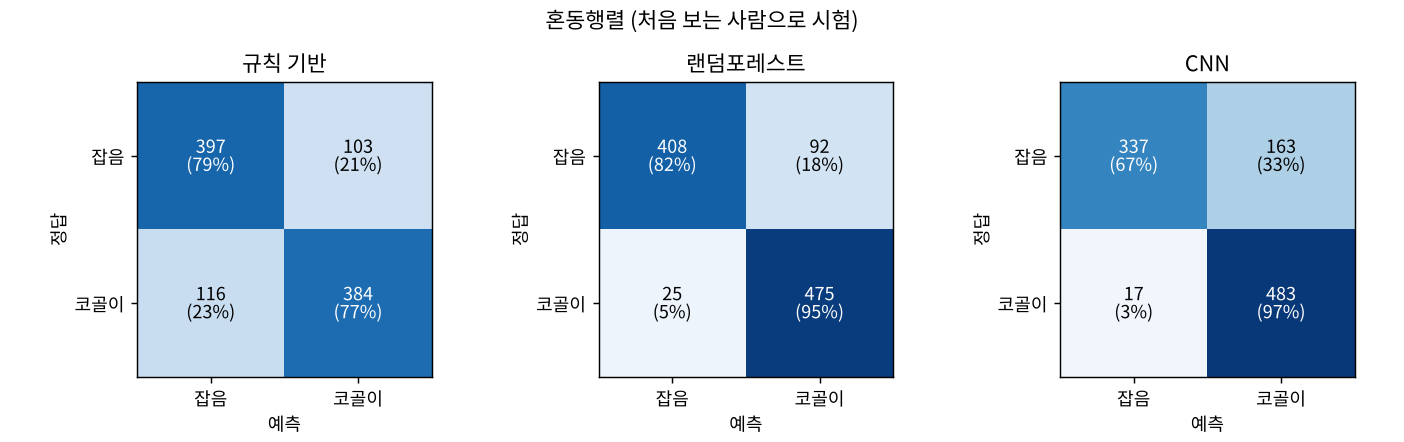 혼동행렬 (처음 보는 사람으로 시험)
규칙 기반
정답
잡음
397
(79%)
103
(21%)
코골이
116
(23%)
384
(77%)
잡음
코골이
예측
랜덤포레스트
정답
잡음
408
(82%)
92
(18%)
코골이
25
(5%)
475
(95%)
잡음
코골이
예측
CNN
정답
잡음
337
(67%)
163
(33%)
코골이
17
(3%)
483
(97%)
잡음
코골이
예측